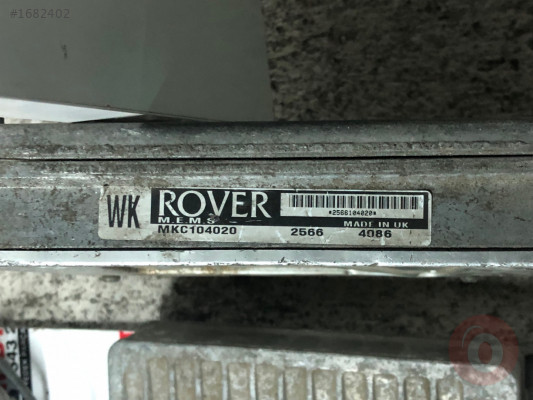 #1682402
WK ROVER
M.E.M.S
*2566104020*
MKC104020 2566 4086
MADE IN UK